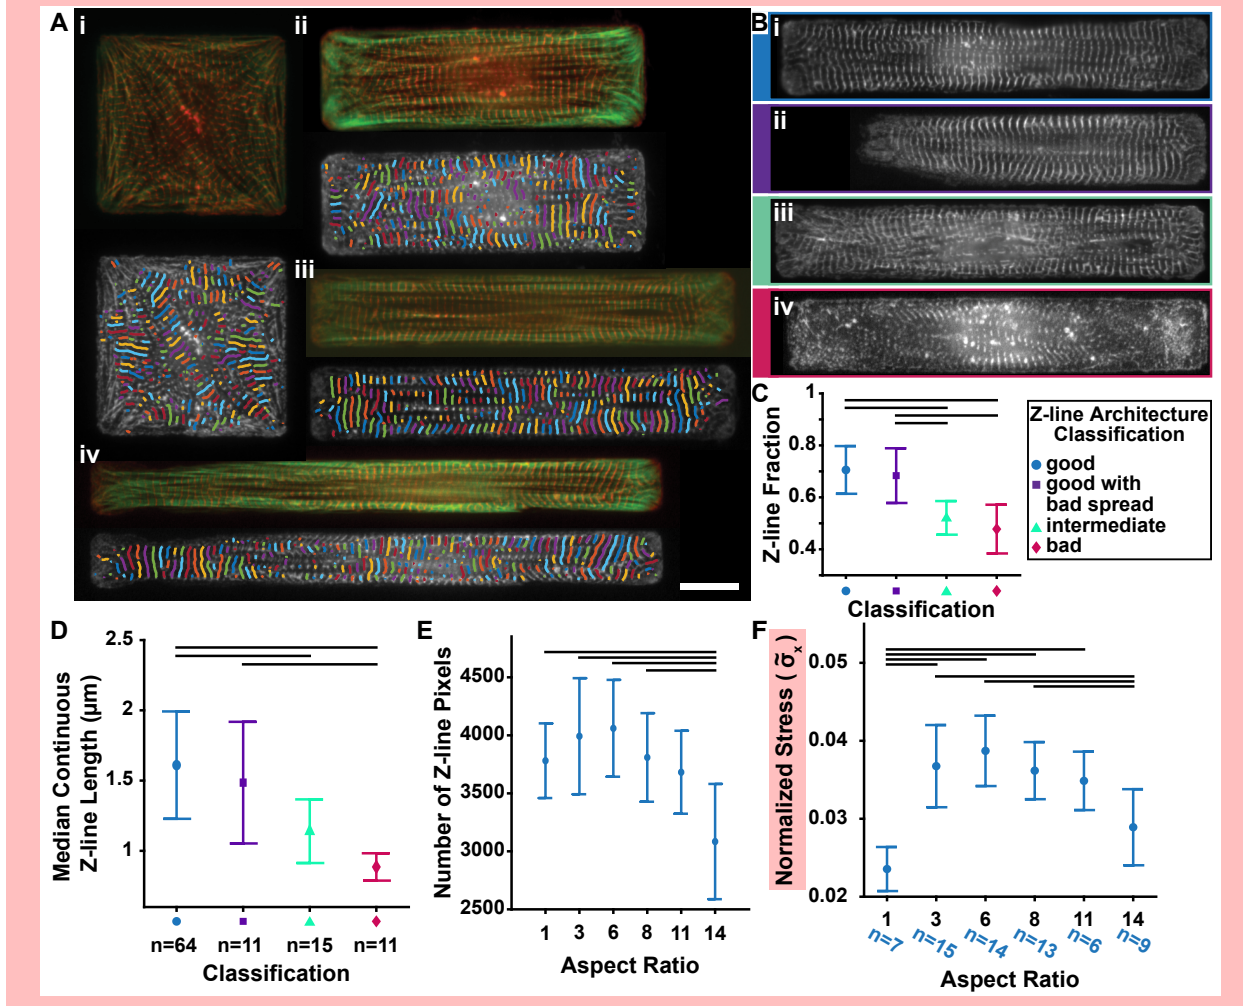 A
i
ii
iii
iv
B
i
ii
iii
iv
C
1
0.8
0.6
0.4
Z-line Fraction
Classification
Z-line Architecture
Classification
good
good with
bad spread
intermediate
bad
D
2.5
2
1.5
1
Median Continuous
Z-line Length (μm)
n=64 n=11 n=15 n=11
Classification
E
4500
4000
3500
3000
2500
Number of Z-line Pixels
1 3 6 8 11 14
Aspect Ratio
F
0.05
0.04
0.03
0.02
Normalized Stress ( σ̃x )
1 3 6 8 11 14
n=7 n=15 n=14 n=13 n=6 n=9
Aspect Ratio